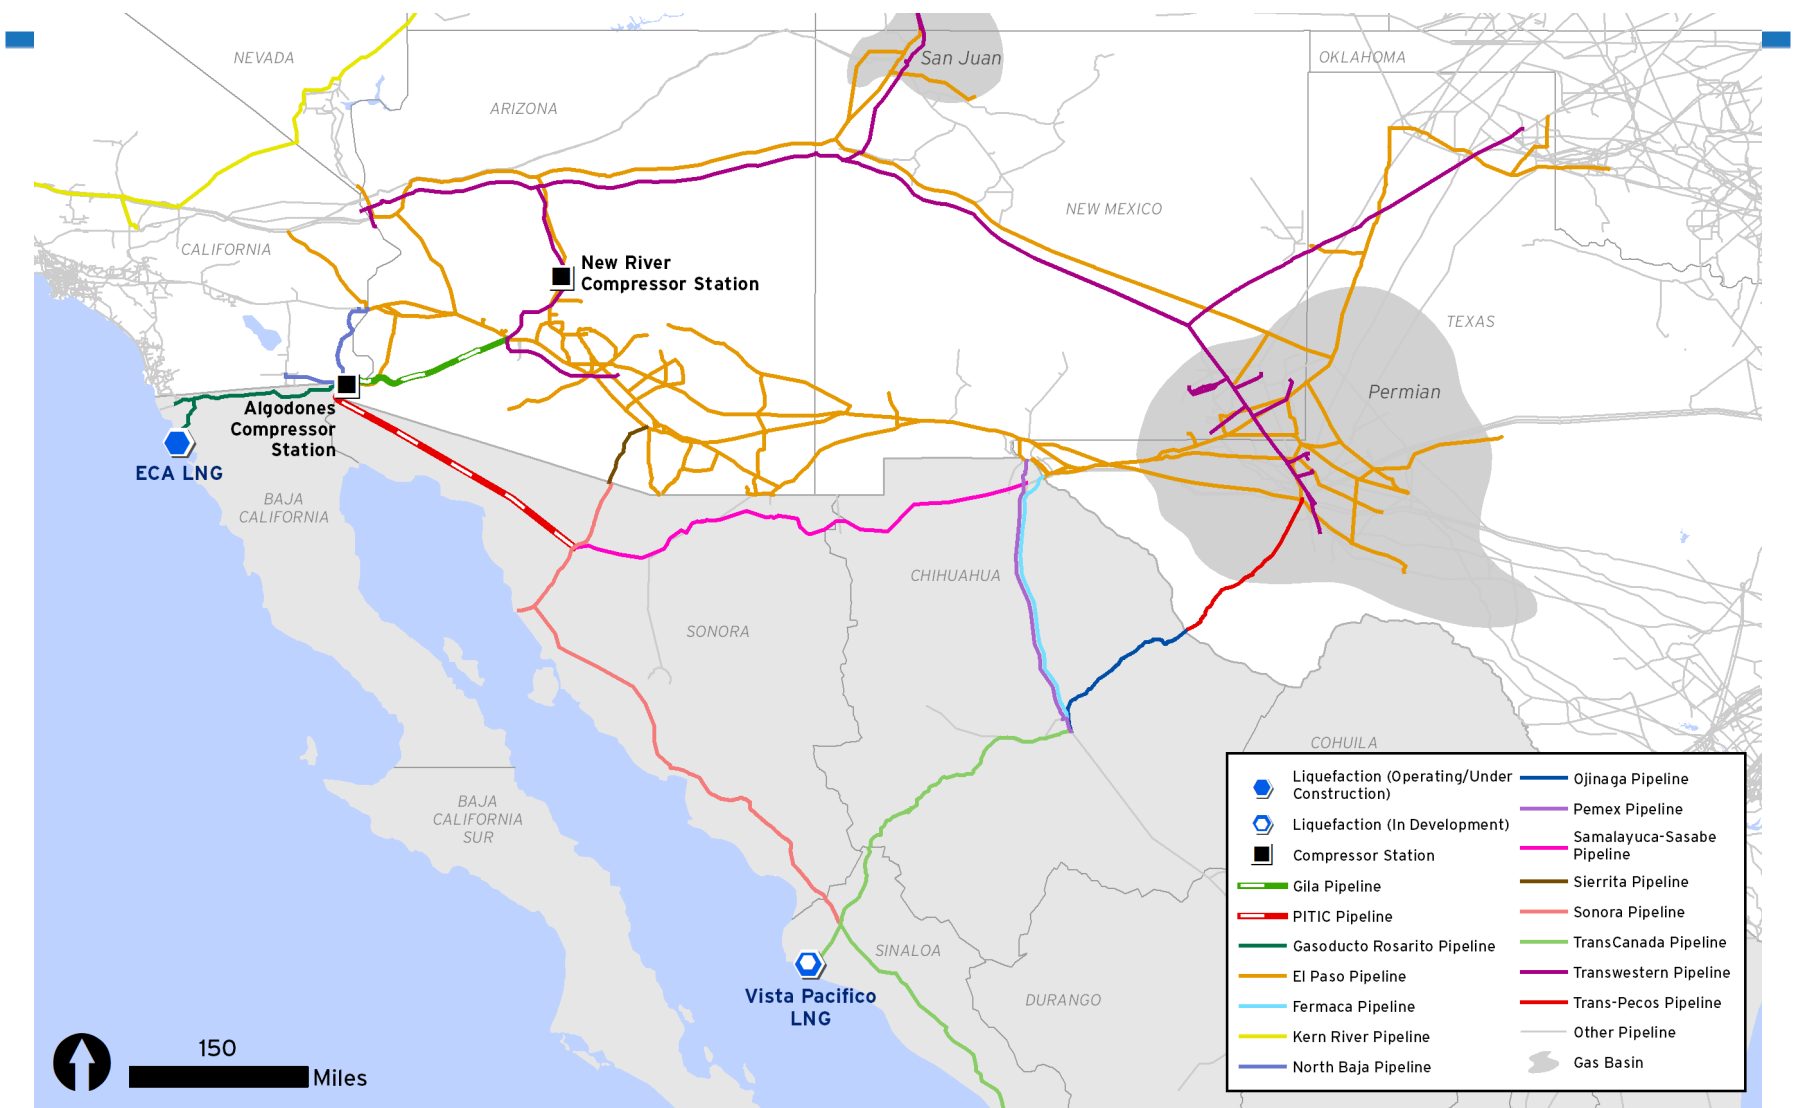 NEVADA
ARIZONA
San Juan
OKLAHOMA
NEW MEXICO
CALIFORNIA
New River
Compressor Station
TEXAS
Permian
Algodones
Compressor
Station
ECA LNG
BAJA
CALIFORNIA
CHIHUAHUA
SONORA
COHUILA
BAJA
CALIFORNIA
SUR
SINALOA
DURANGO
Vista Pacifico
LNG
150
Miles
Liquefaction (Operating/Under
Construction)
Liquefaction (In Development)
Compressor Station
Gila Pipeline
PITIC Pipeline
Gasoducto Rosarito Pipeline
El Paso Pipeline
Fermaca Pipeline
Kern River Pipeline
North Baja Pipeline
Ojinaga Pipeline
Pemex Pipeline
Samalayuca-Sasabe
Pipeline
Sierrita Pipeline
Sonora Pipeline
TransCanada Pipeline
Transwestern Pipeline
Trans-Pecos Pipeline
Other Pipeline
Gas Basin